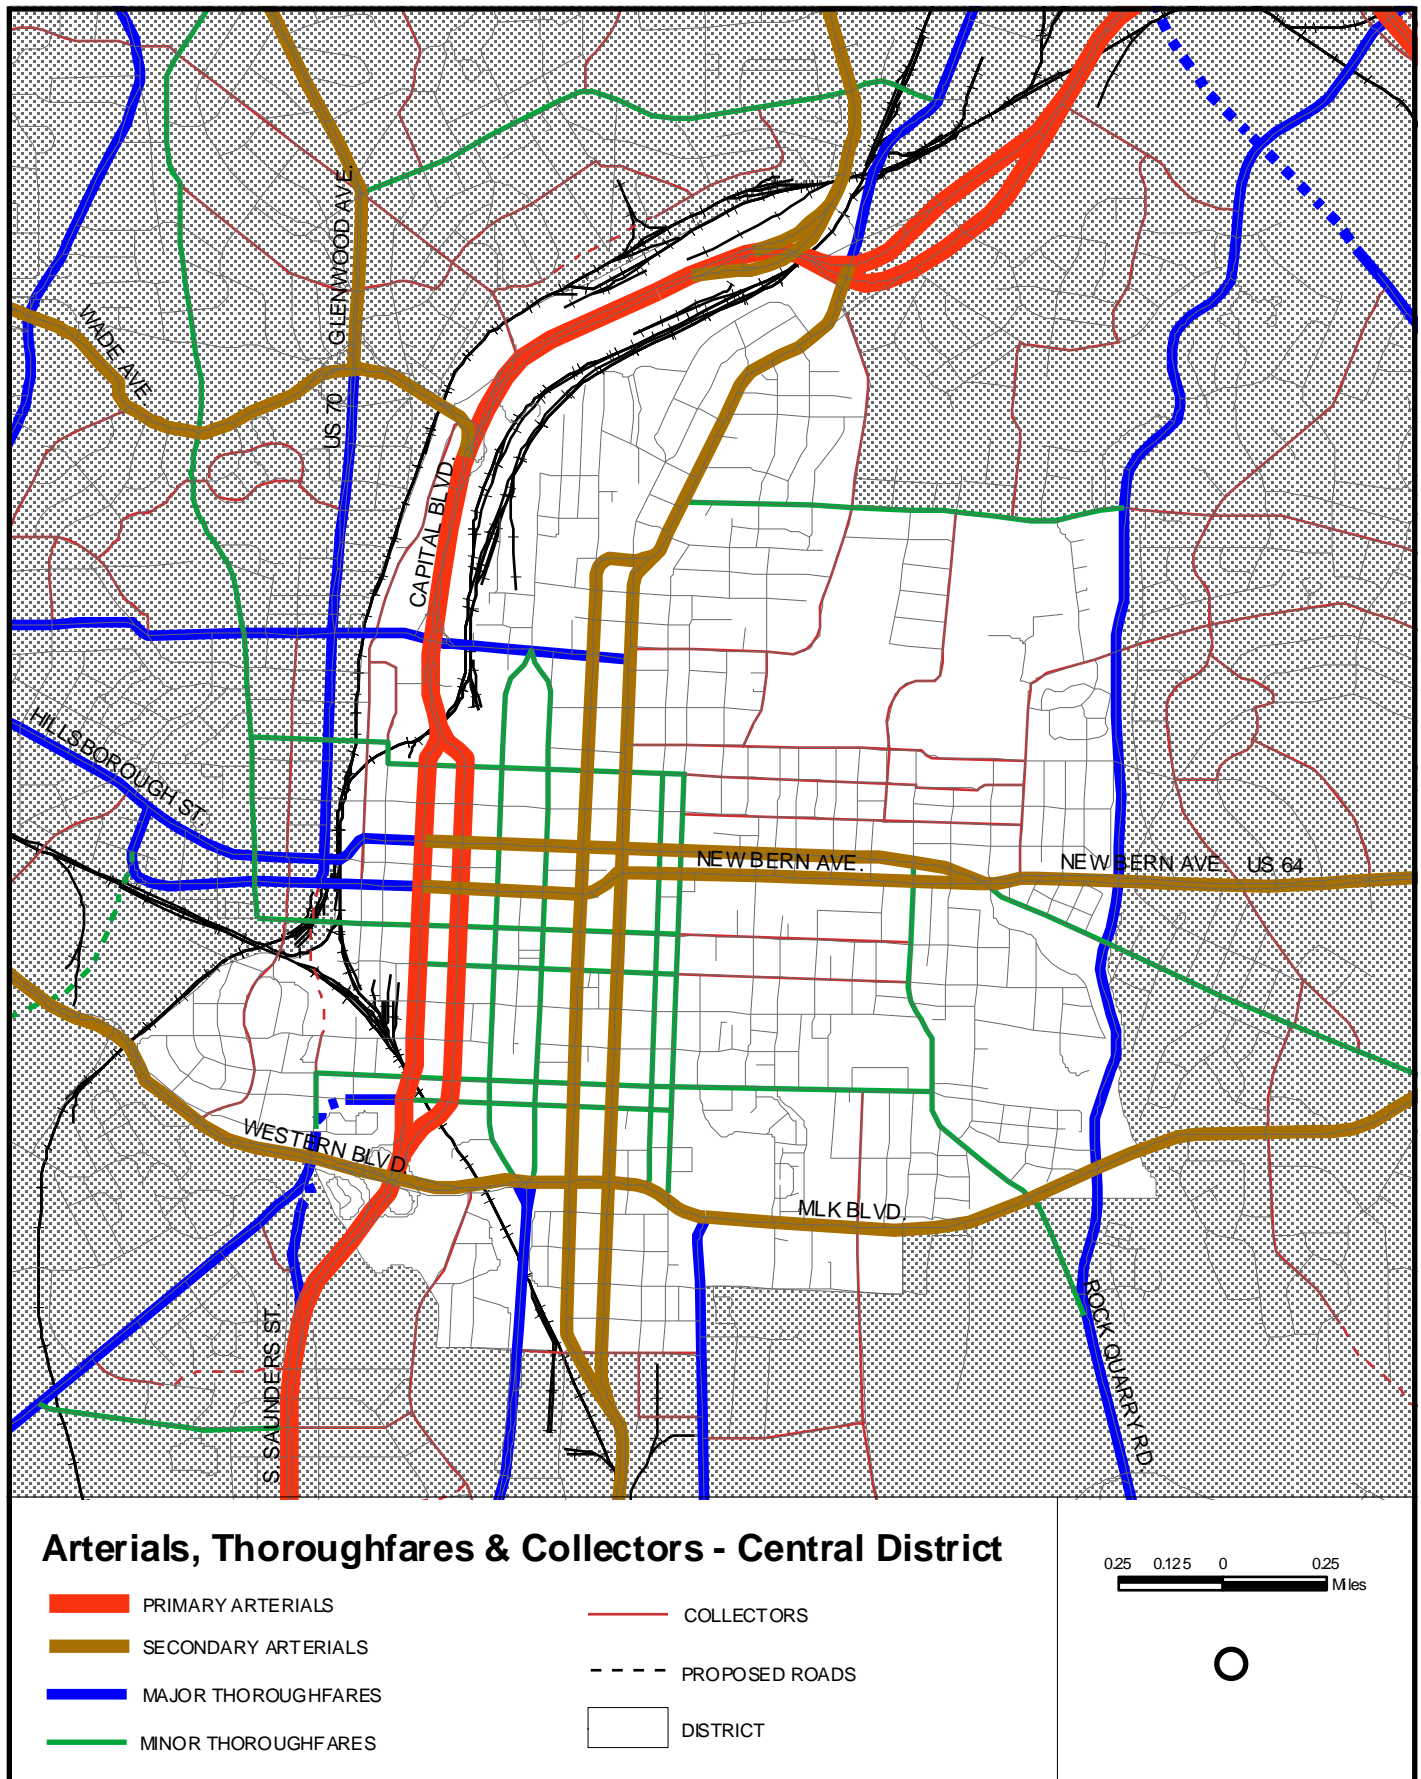 GLENWOOD AVE.
WADE AVE
US 70
CAPITAL BLVD.
HILLSBOROUGH ST.
NEW BERN AVE.
NEW BERN AVE. US 64
WESTERN BLVD.
MLK BLVD.
S. SAUNDERS ST
ROCK QUARRY RD
Arterials, Thoroughfares & Collectors - Central District
PRIMARY ARTERIALS
SECONDARY ARTERIALS
MAJOR THOROUGHFARES
MINOR THOROUGHFARES
COLLECTORS
PROPOSED ROADS
DISTRICT
0.25 0.125 0 0.25
Miles